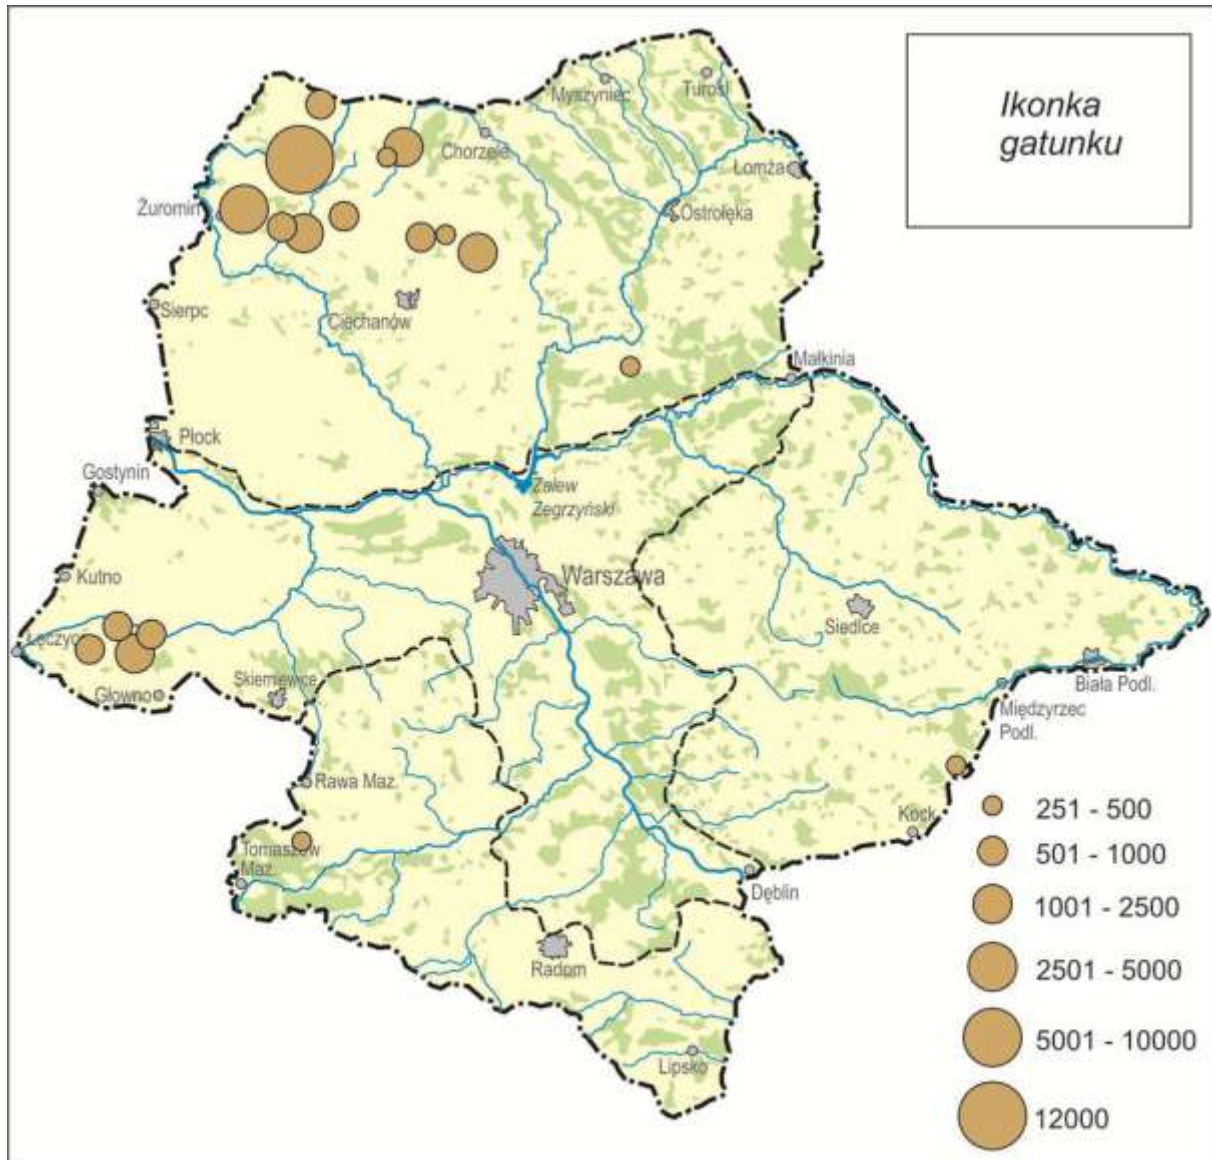 Ikonka
gatunku
Myszyniec
Turośl
Chorzele
Łomża
Ostrołęka
Żuromin
Sierpc
Ciechanów
Małkinia
Płock
Gostynin
Zalew
Zegrzyński
Kutno
Warszawa
Siedlce
Łęczyca
Skierniewice
Głowno
Biała Podl.
Międzyrzec
Podl.
Rawa Maz.
Kock
Tomaszów
Maz.
Dęblin
Radom
Lipsko
251 - 500
501 - 1000
1001 - 2500
2501 - 5000
5001 - 10000
12000